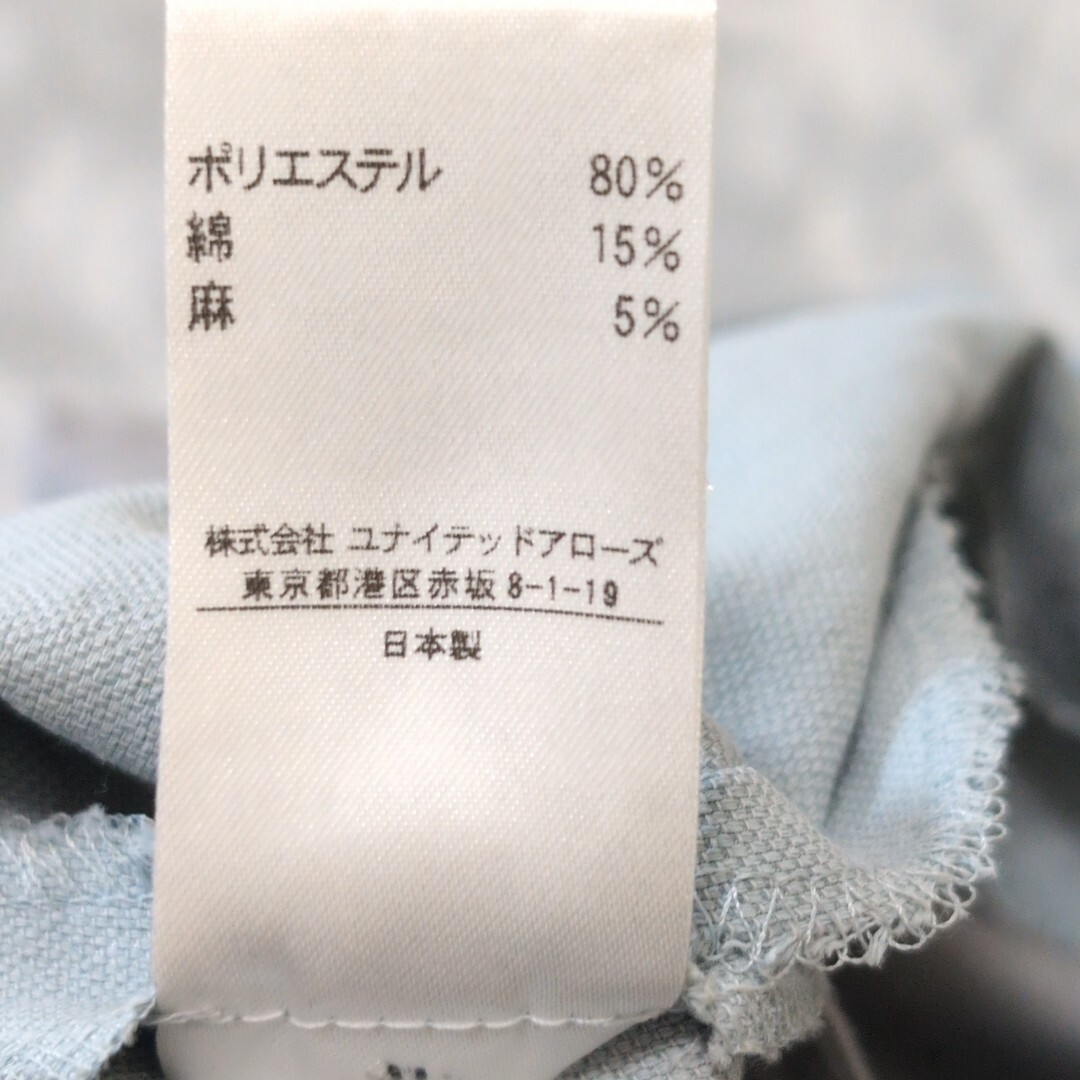 ポリエステル 80%
綿 15%
麻 5%
株式会社 ユナイテッドアローズ
東京都港区赤坂8-1-19
日本製